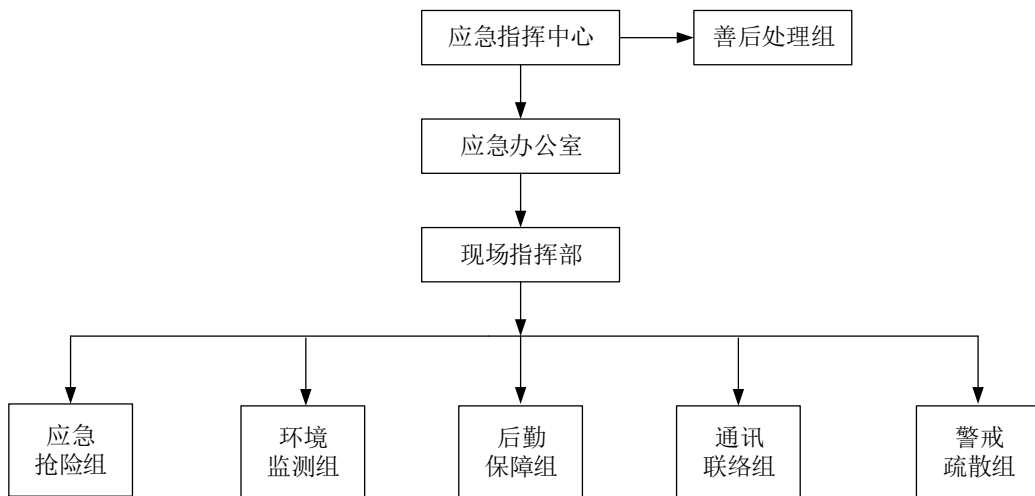 应急指挥中心
善后处理组
应急办公室
现场指挥部
应急
抢险组
环境
监测组
后勤
保障组
通讯
联络组
警戒
疏散组